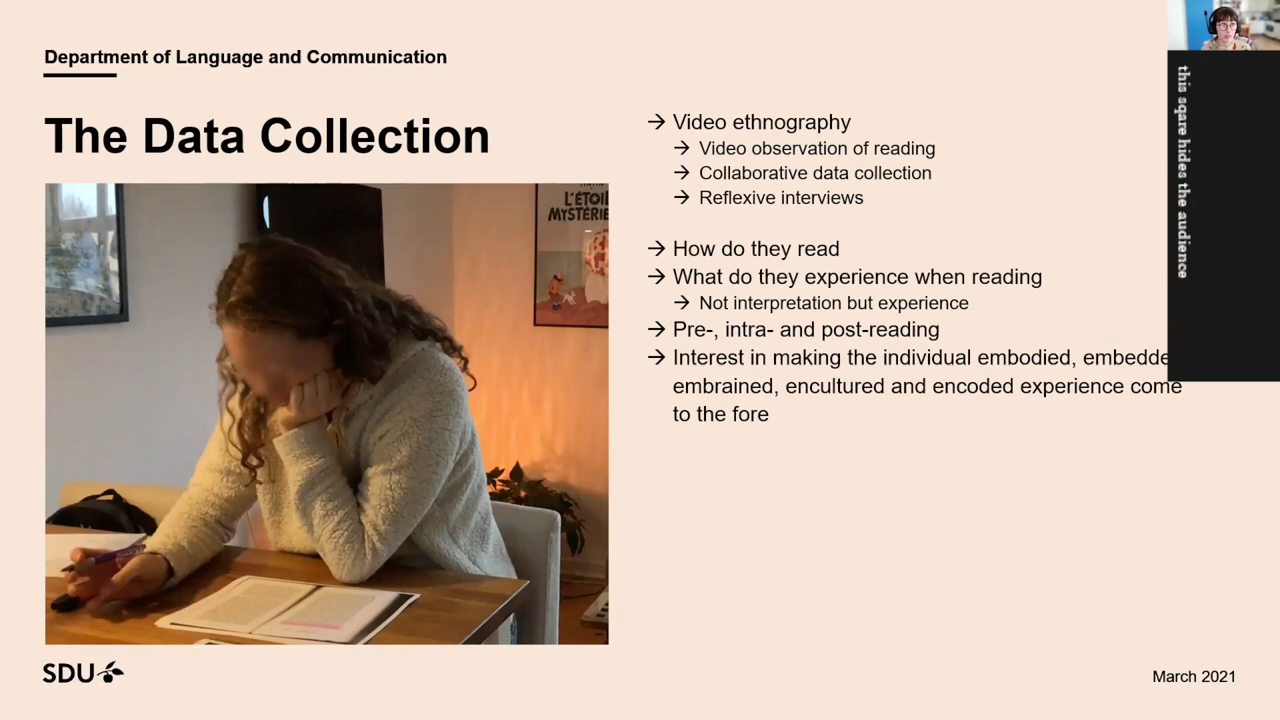 Department of Language and Communication
The Data Collection
L'ÉTOIL
MYSTÉRIE
→ Video ethnography
→ Video observation of reading
→ Collaborative data collection
→ Reflexive interviews
→ How do they read
→ What do they experience when reading
→ Not interpretation but experience
→ Pre-, intra- and post-reading
→ Interest in making the individual embodied, embedde
embrained, encultured and encoded experience come
to the fore
this sqare hides the audience
SDU
March 2021